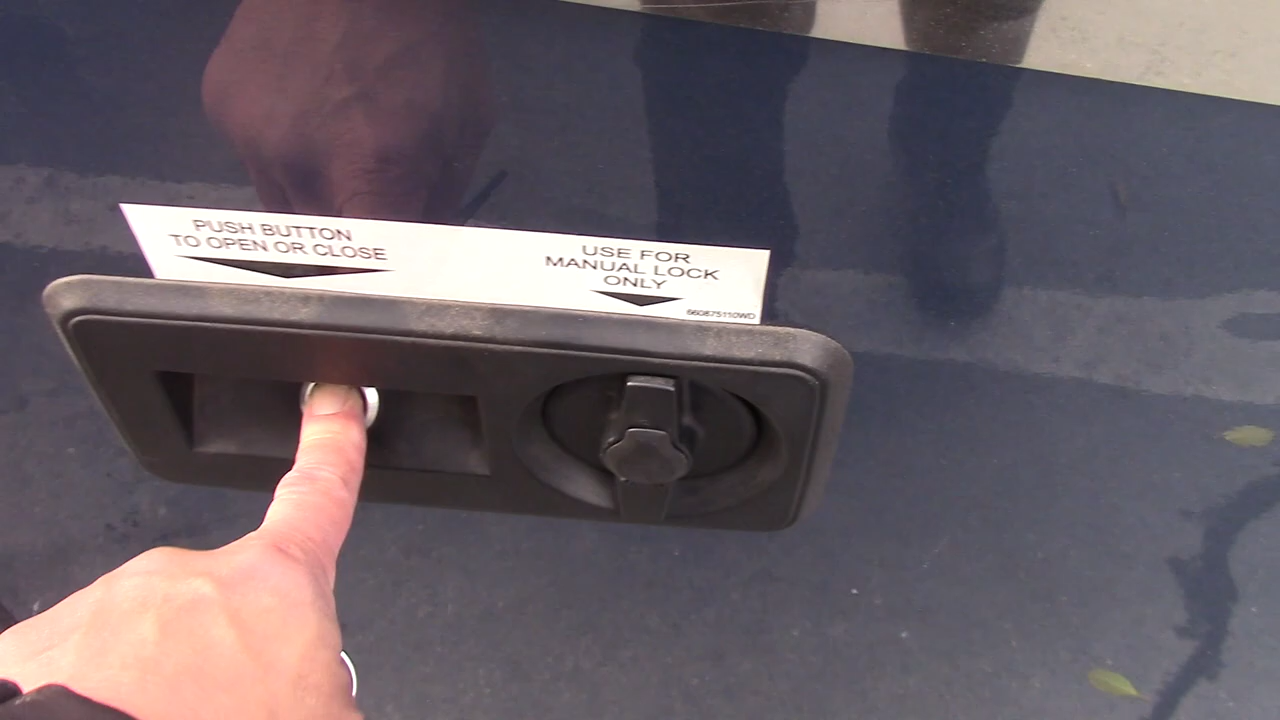 PUSH BUTTON
TO OPEN OR CLOSE
USE FOR
MANUAL LOCK
ONLY
660875110WD